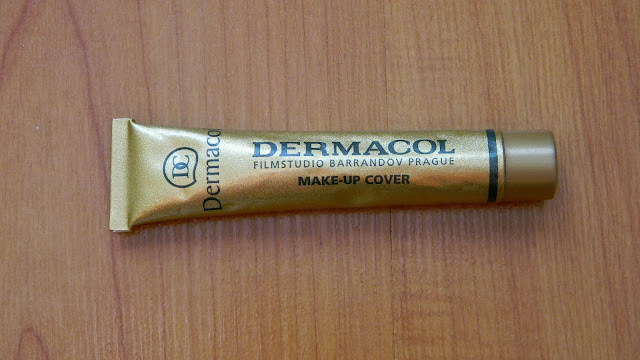 DC
Dermacol
DERMACOL
FILMSTUDIO BARRANDOV PRAGUE
MAKE-UP COVER